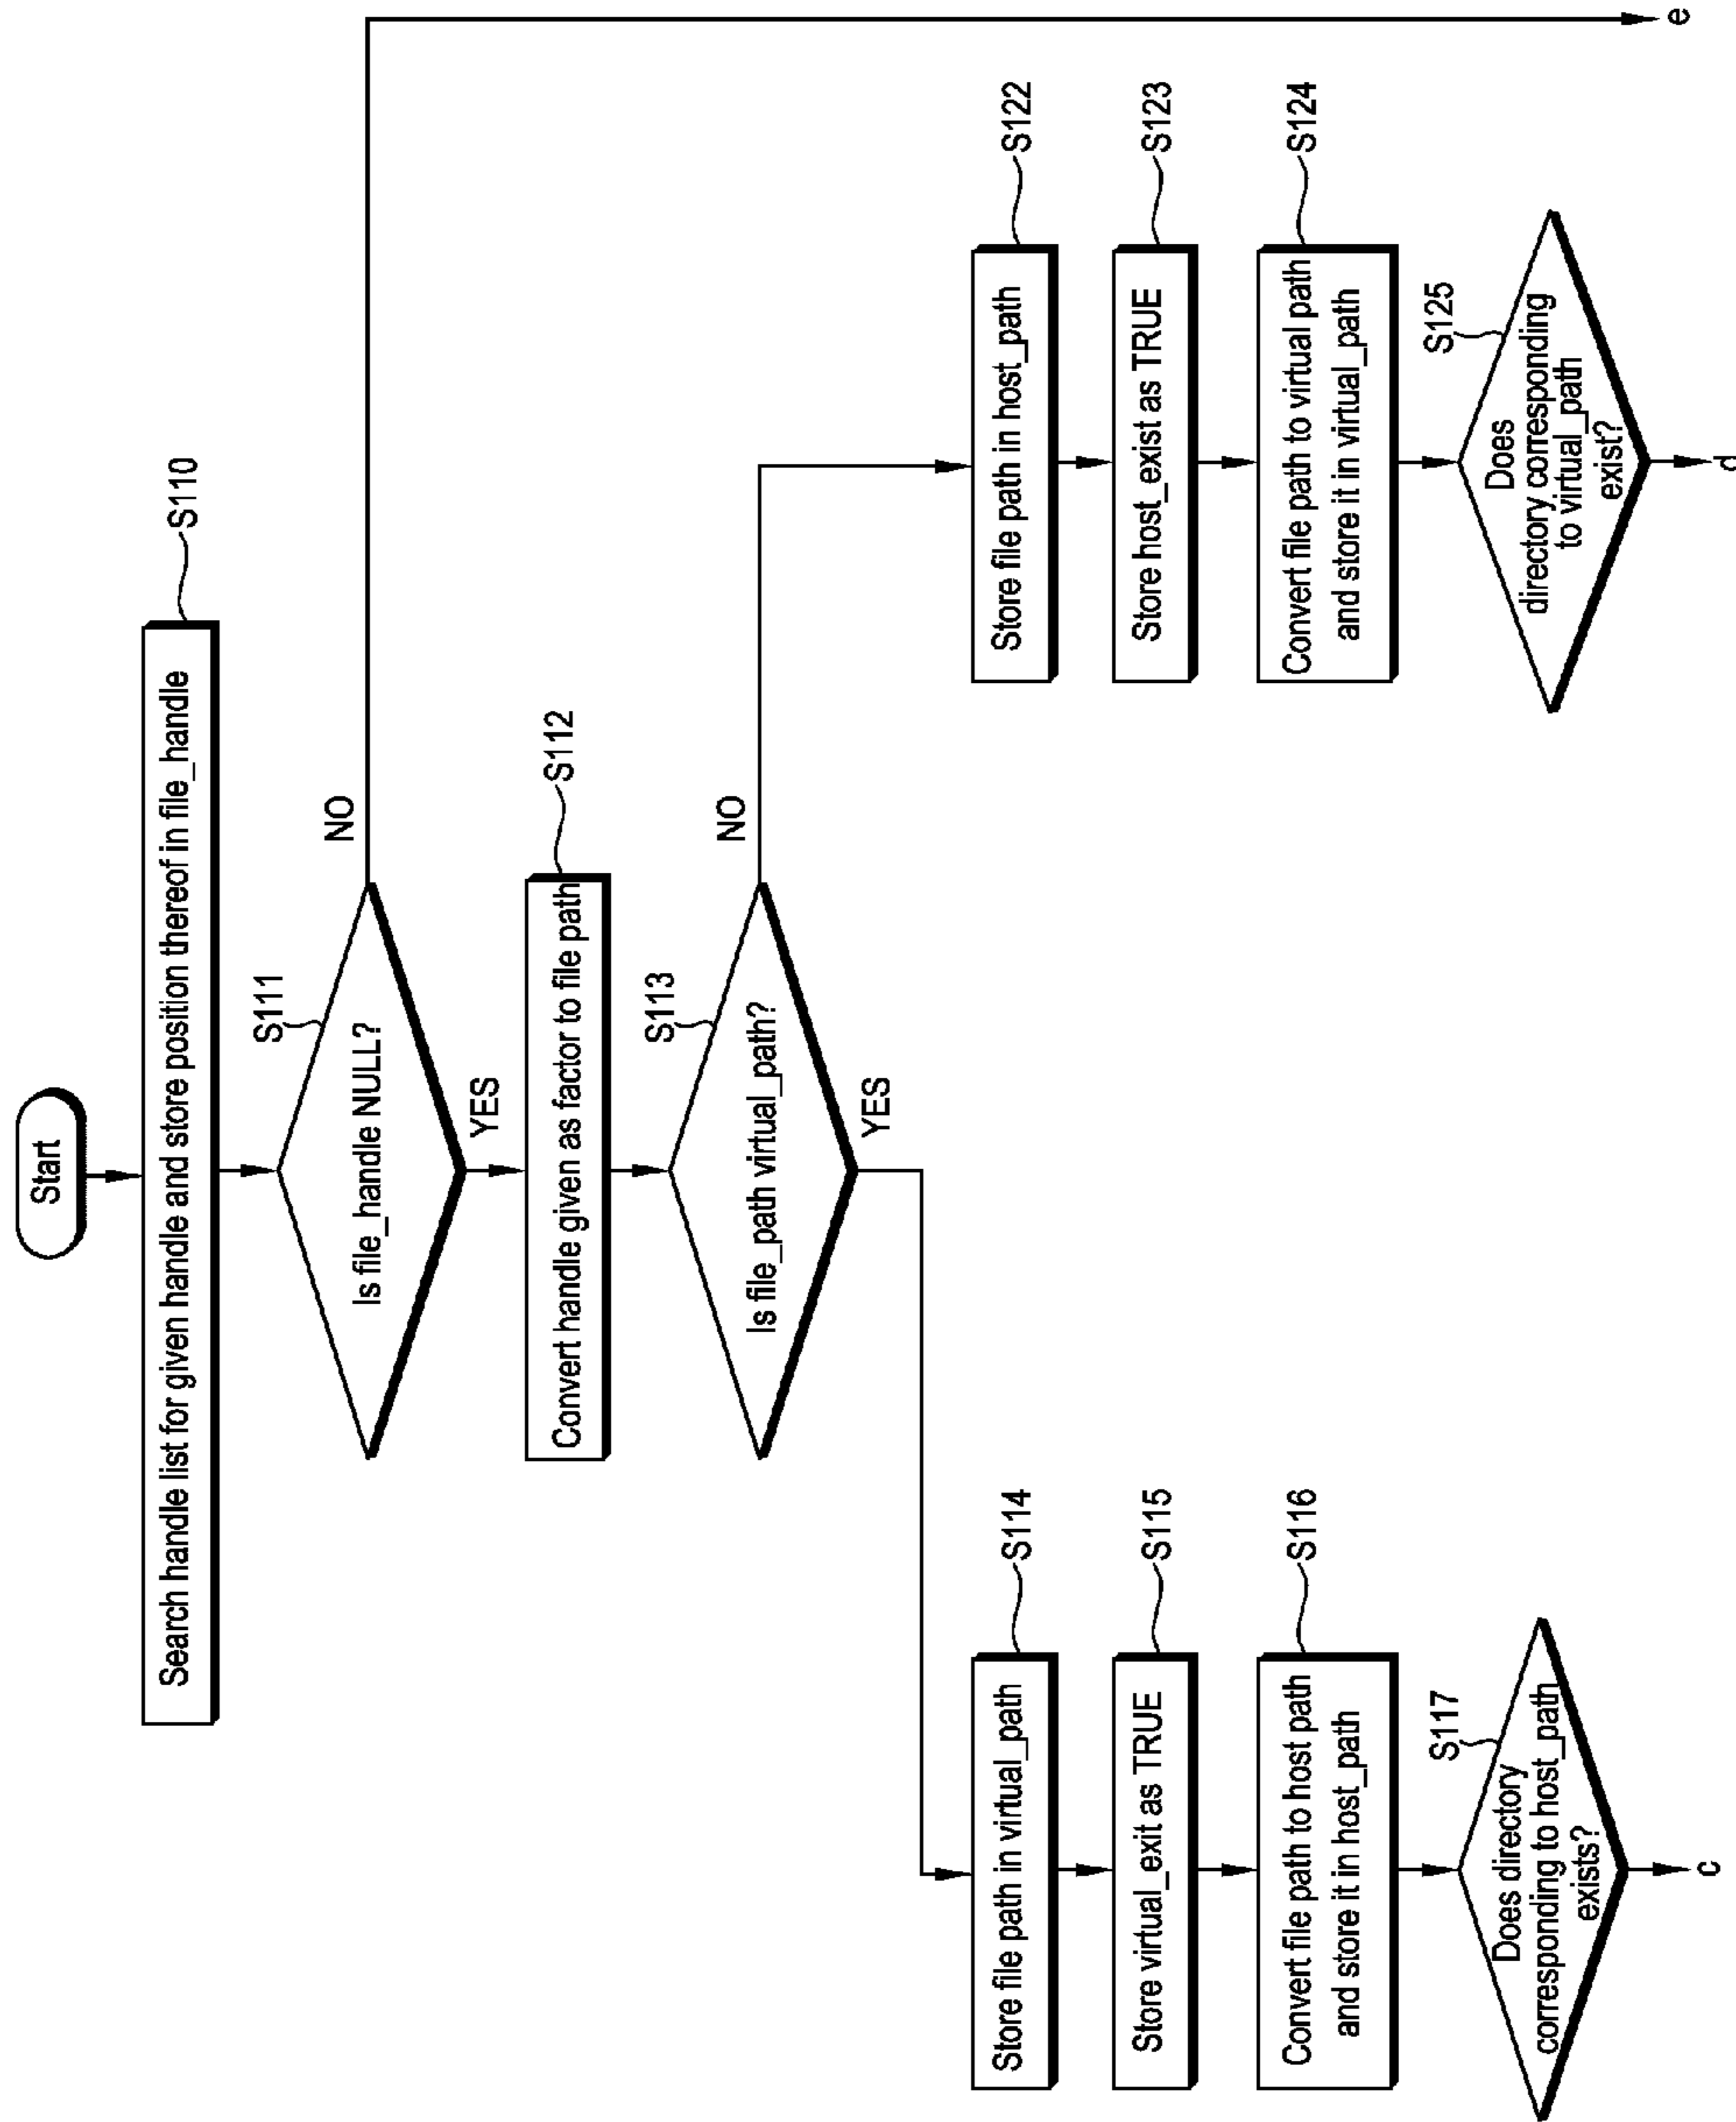 Start
Search handle list for given handle and store position thereof in file_handle
S110
S111
Is file_handle NULL?
NO
YES
Convert handle given as factor to file path
S112
S113
Is file_path virtual_path?
NO
YES
Store file path in virtual_path
S114
Store virtual_exit as TRUE
S115
Convert file path to host path
and store it in host_path
S116
S117
Does directory
corresponding to host_path
exists?
c
Store file path in host_path
S122
Store host_exist as TRUE
S123
Convert file path to virtual path
and store it in virtual_path
S124
S125
Does
directory corresponding
to virtual_path
exist?
d
e